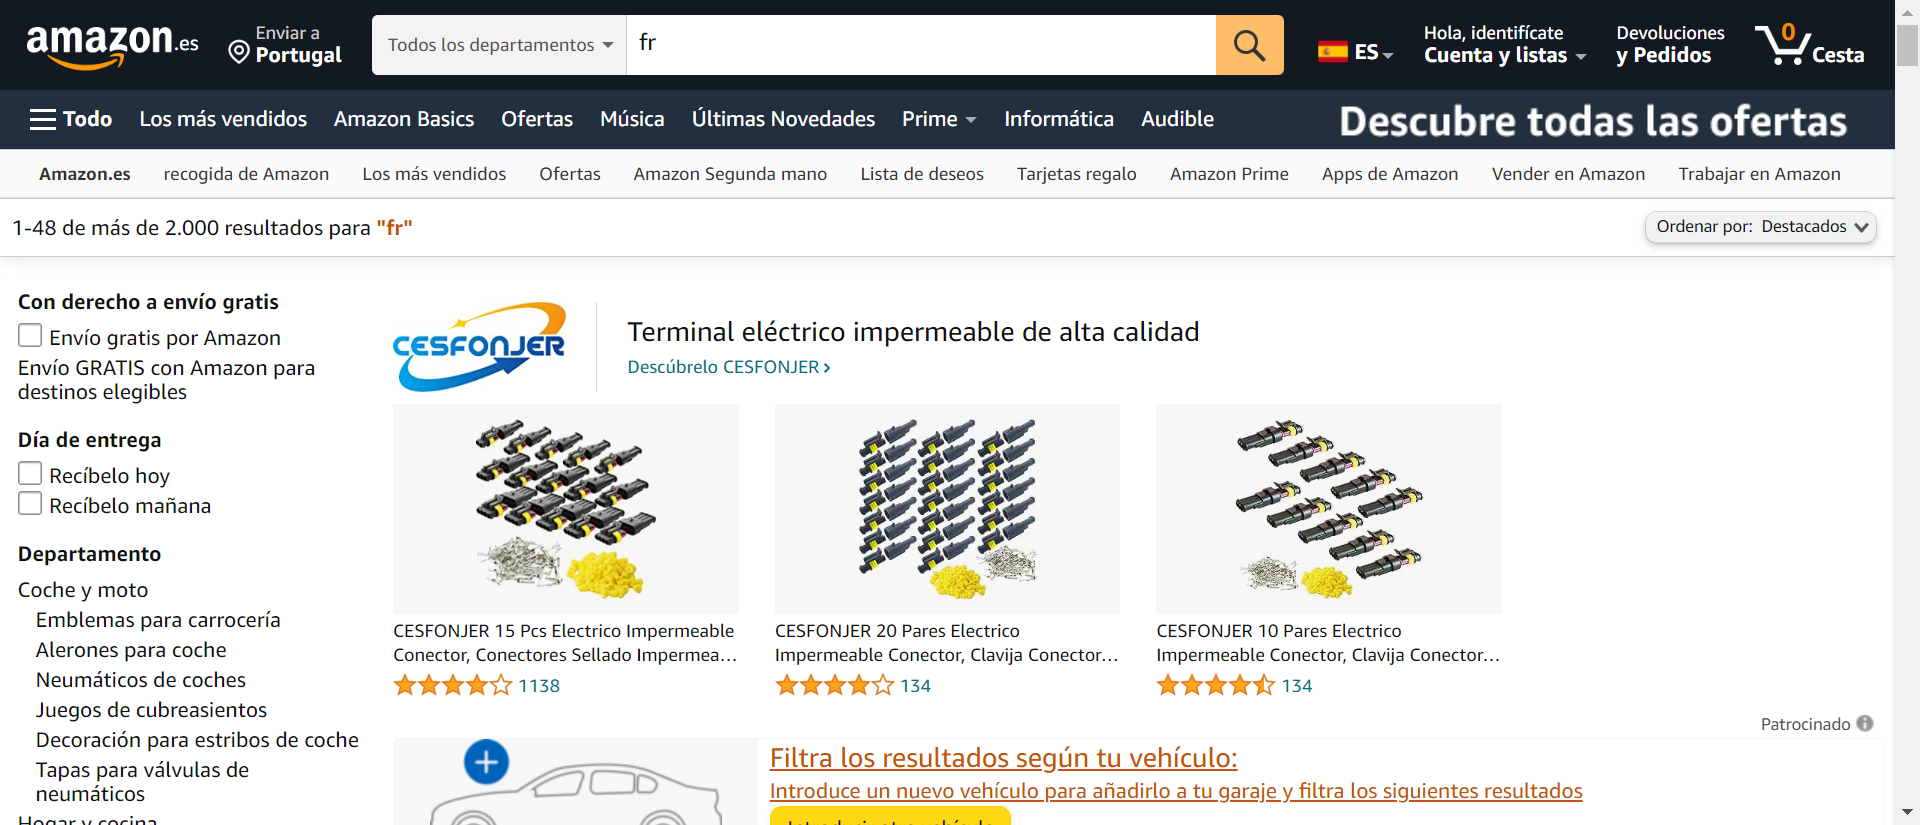 amazon.es
Enviar a
Portugal
Todos los departamentos
fr
ES
Hola, identifícate
Cuenta y listas
Devoluciones
y Pedidos
0
Cesta
Todo
Los más vendidos
Amazon Basics
Ofertas
Música
Últimas Novedades
Prime
Informática
Audible
Descubre todas las ofertas
Amazon.es
recogida de Amazon
Los más vendidos
Ofertas
Amazon Segunda mano
Lista de deseos
Tarjetas regalo
Amazon Prime
Apps de Amazon
Vender en Amazon
Trabajar en Amazon
1-48 de más de 2.000 resultados para "fr"
Ordenar por: Destacados
Con derecho a envío gratis
Envío gratis por Amazon
Envío GRATIS con Amazon para
destinos elegibles
Día de entrega
Recíbelo hoy
Recíbelo mañana
Departamento
Coche y moto
Emblemas para carrocería
Alerones para coche
Neumáticos de coches
Juegos de cubreasientos
Decoración para estribos de coche
Tapas para válvulas de
neumáticos
Hogar y cocina
CESFONJER
Terminal eléctrico impermeable de alta calidad
Descúbrelo CESFONJER ›
CESFONJER 15 Pcs Electrico Impermeable
Conector, Conectores Sellado Impermea…
1138
CESFONJER 20 Pares Electrico
Impermeable Conector, Clavija Conector…
134
CESFONJER 10 Pares Electrico
Impermeable Conector, Clavija Conector…
134
Patrocinado
Filtra los resultados según tu vehículo:
Introduce un nuevo vehículo para añadirlo a tu garaje y filtra los siguientes resultados